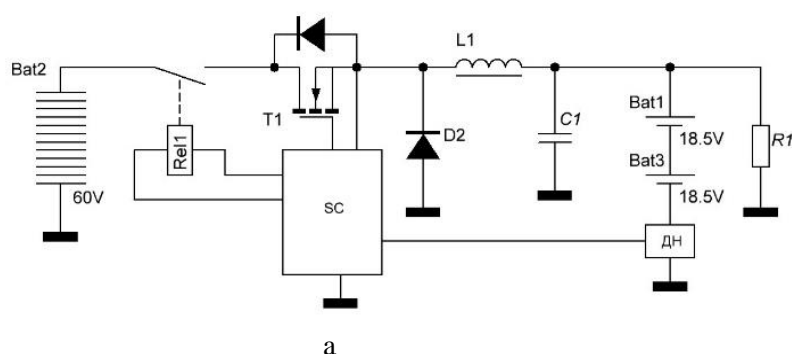 L1
Bat2
T1
D2
C1
Bat1
18.5V
R1
Rel1
Bat3
60V
SC
18.5V
ДН
а